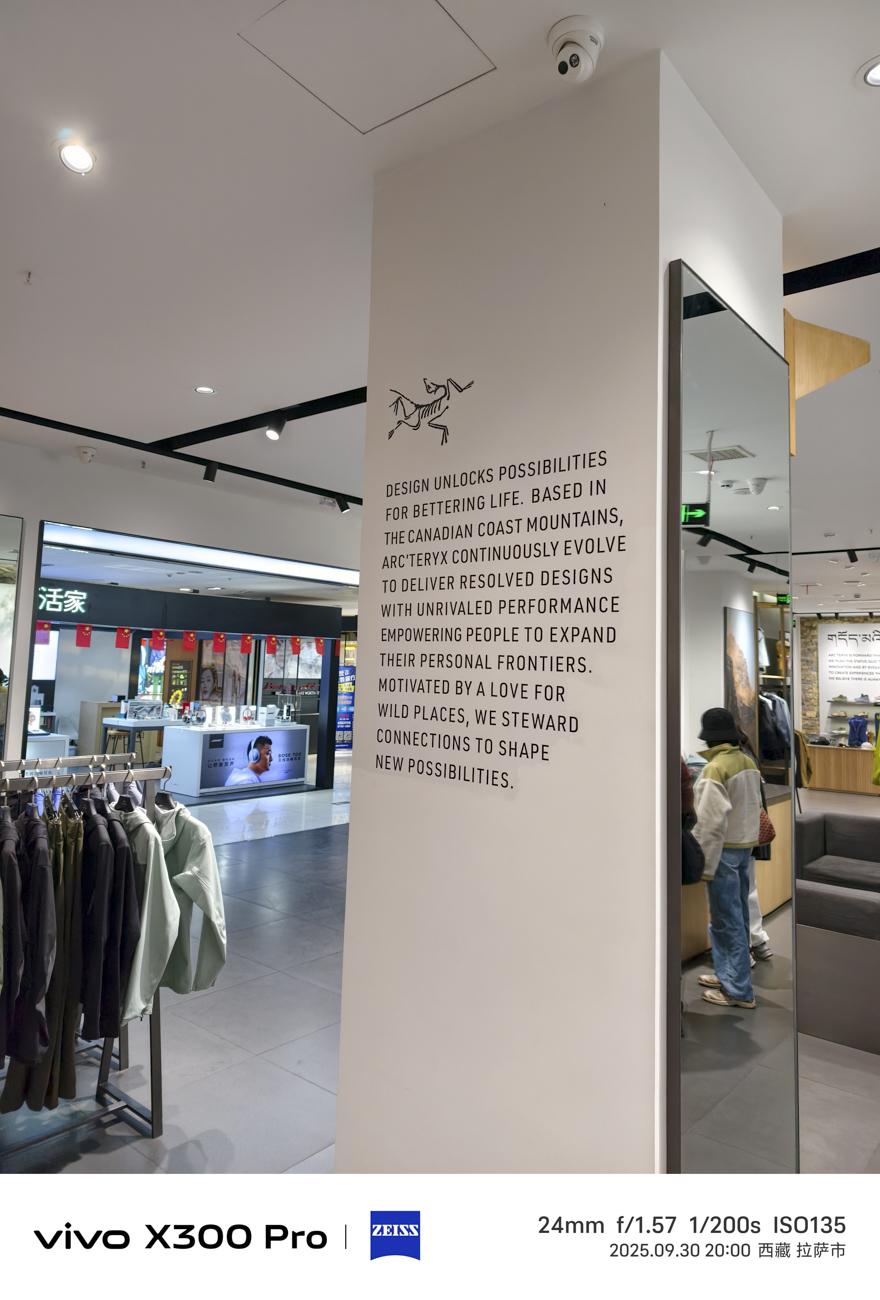 DESIGN UNLOCKS POSSIBILITIES
FOR BETTERING LIFE. BASED IN
THE CANADIAN COAST MOUNTAINS,
ARC'TERYX CONTINUOUSLY EVOLVE
TO DELIVER RESOLVED DESIGNS
WITH UNRIVALED PERFORMANCE
EMPOWERING PEOPLE TO EXPAND
THEIR PERSONAL FRONTIERS.
MOTIVATED BY A LOVE FOR
WILD PLACES, WE STEWARD
CONNECTIONS TO SHAPE
NEW POSSIBILITIES.
活家
vivo X300 Pro
ZEISS
24mm f/1.57 1/200s ISO135
2025.09.30 20:00 西藏 拉萨市